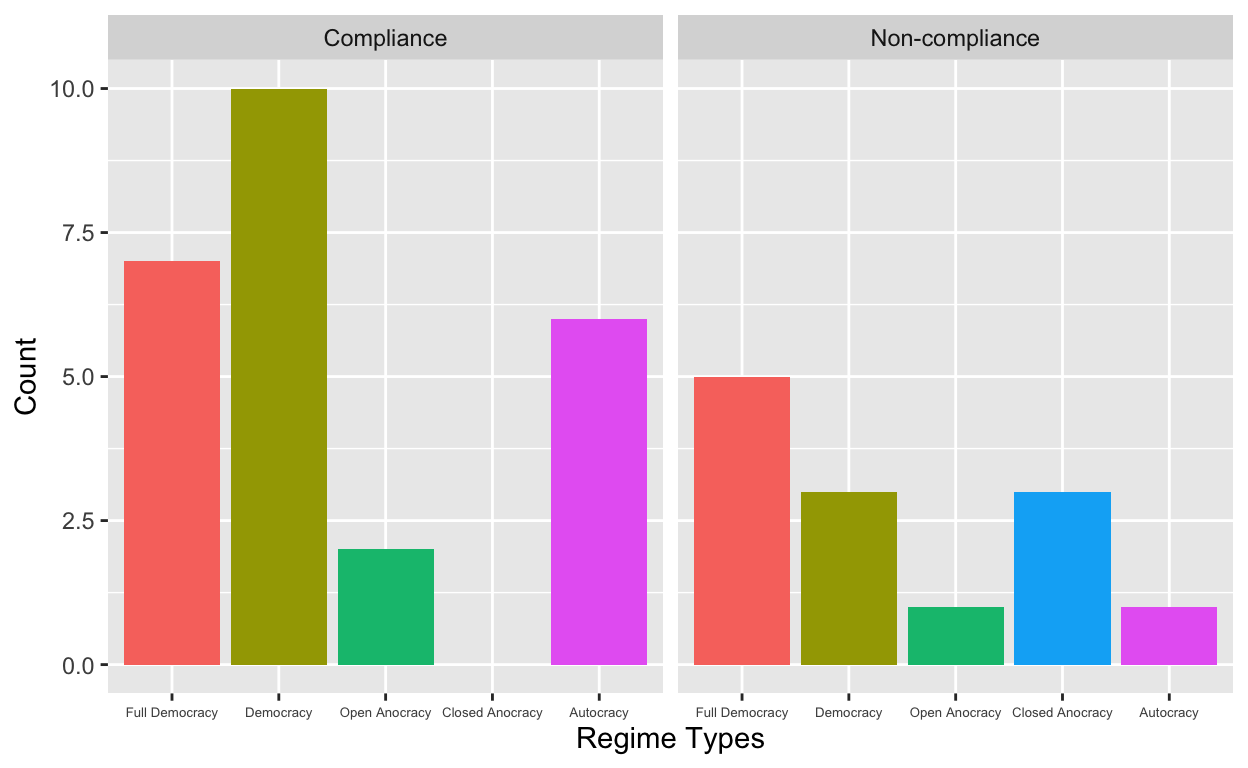 Compliance
Non-compliance
Count
10.0
7.5
5.0
2.5
0.0
Full Democracy Democracy Open Anocracy Closed Anocracy Autocracy
Full Democracy Democracy Open Anocracy Closed Anocracy Autocracy
Regime Types